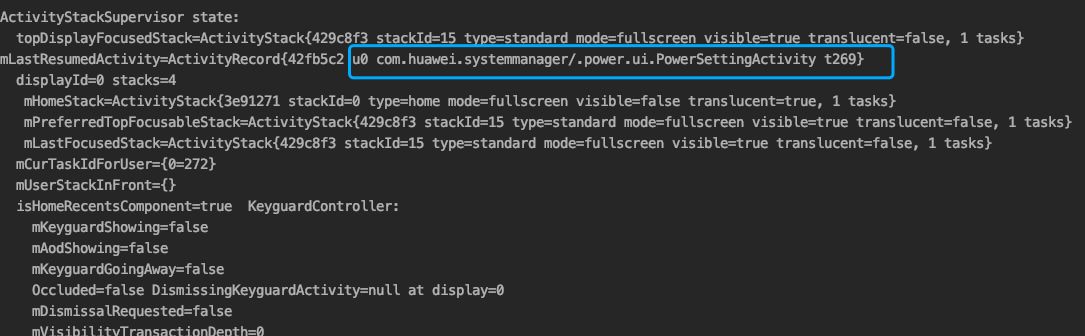 ActivityStackSupervisor state:
topDisplayFocusedStack=ActivityStack{429c8f3 stackId=15 type=standard mode=fullscreen visible=true translucent=false, 1 tasks}
mLastResumedActivity=ActivityRecord{42fb5c2 u0 com.huawei.systemmanager/.power.ui.PowerSettingActivity t269}
displayId=0 stacks=4
mHomeStack=ActivityStack{3e91271 stackId=0 type=home mode=fullscreen visible=false translucent=true, 1 tasks}
mPreferredTopFocusableStack=ActivityStack{429c8f3 stackId=15 type=standard mode=fullscreen visible=true translucent=false, 1 tasks}
mLastFocusedStack=ActivityStack{429c8f3 stackId=15 type=standard mode=fullscreen visible=true translucent=false, 1 tasks}
mCurTaskIdForUser={0=272}
mUserStackInFront={}
isHomeRecentsComponent=true  KeyguardController:
mKeyguardShowing=false
mAodShowing=false
mKeyguardGoingAway=false
Occluded=false DismissingKeyguardActivity=null at display=0
mDismissalRequested=false
mVisibilityTransactionDepth=0